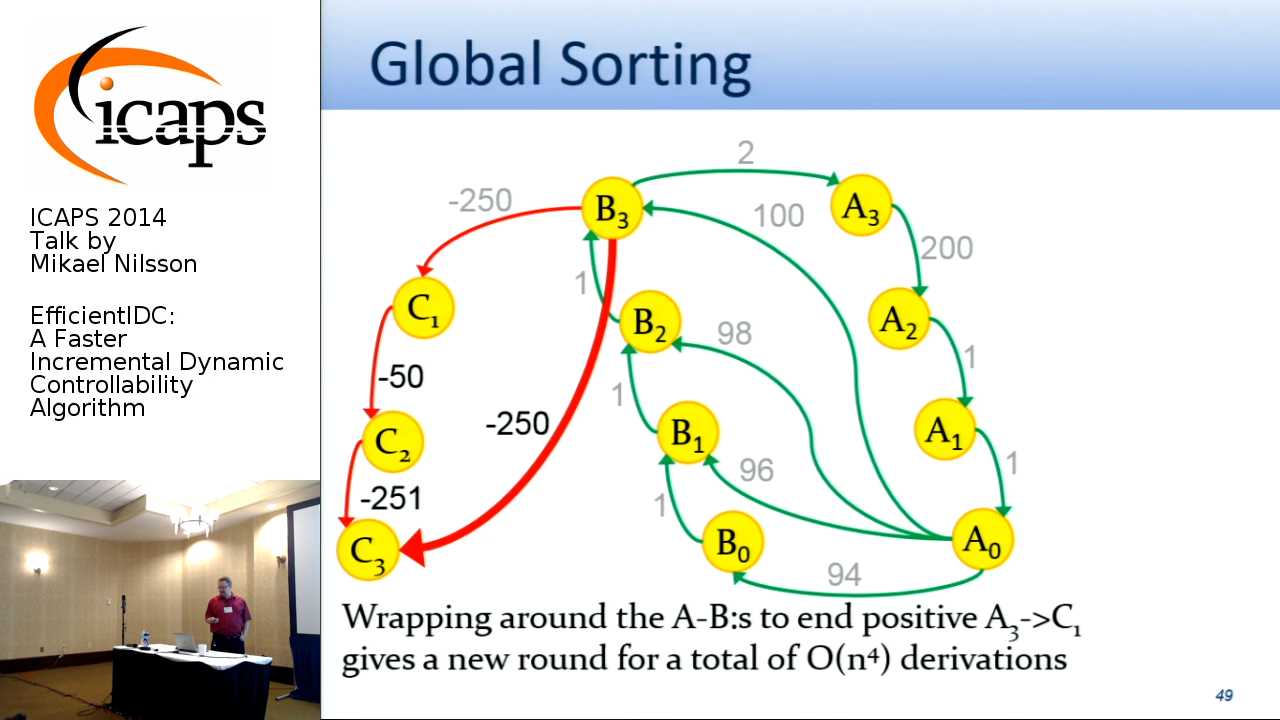 icaps
ICAPS 2014
Talk by
Mikael Nilsson
EfficientIDC:
A Faster
Incremental Dynamic
Controllability
Algorithm
Global Sorting
2
-250
B3
A3
100
200
C1
1
B2
A2
98
1
-50
1
-250
C2
B1
A1
96
1
-251
1
C3
B0
A0
94
Wrapping around the A-B:s to end positive A3->C1
gives a new round for a total of O(n⁴) derivations
49